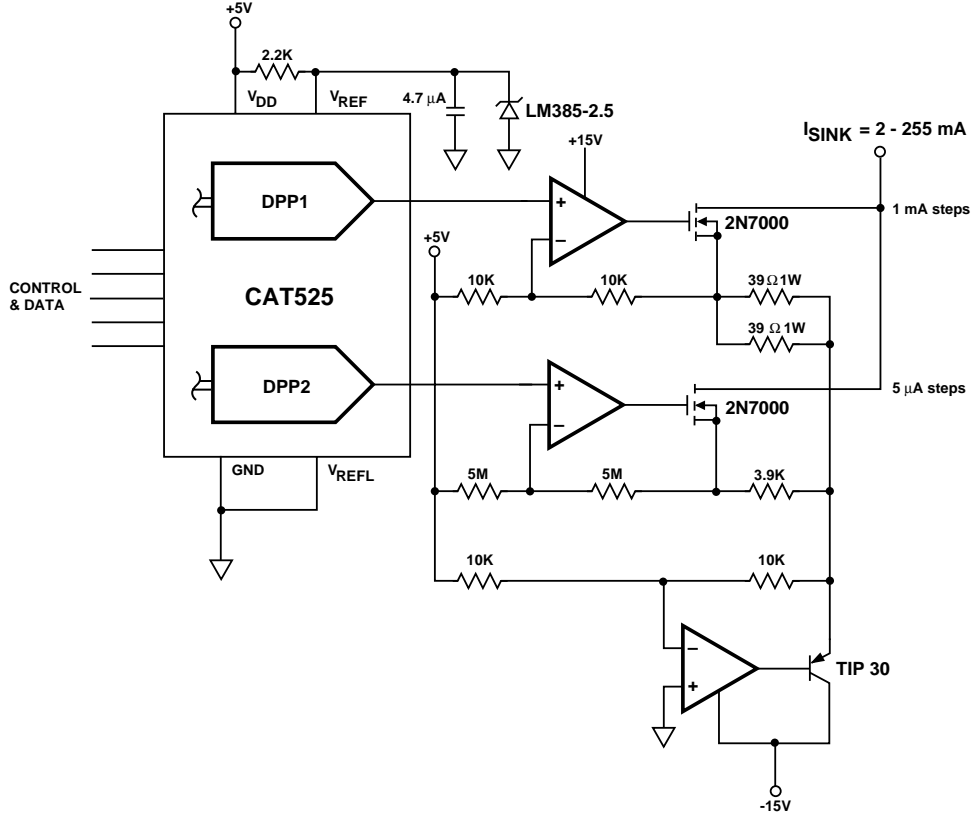 +5V
2.2K
VDD
VREF
4.7 μA
LM385-2.5
+15V
ISINK = 2 - 255 mA
DPP1
+
−
2N7000
1 mA steps
+5V
10K
10K
39 Ω 1W
39 Ω 1W
CONTROL
& DATA
CAT525
DPP2
+
−
2N7000
5 μA steps
GND
VREFL
5M
5M
3.9K
10K
10K
−
+
TIP 30
-15V